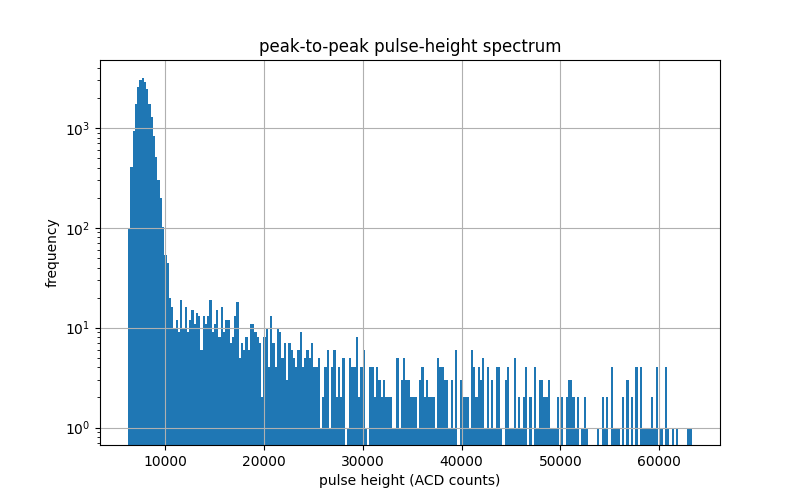 peak-to-peak pulse-height spectrum
frequency
10³
10²
10¹
10⁰
10000 20000 30000 40000 50000 60000
pulse height (ACD counts)